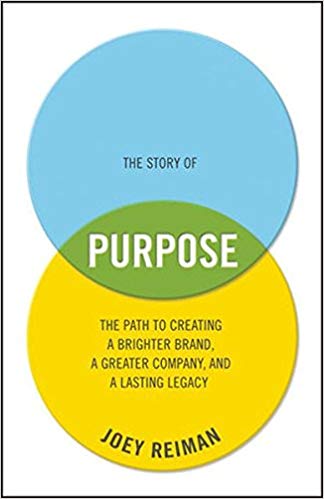 THE STORY OF
PURPOSE
THE PATH TO CREATING
A BRIGHTER BRAND,
A GREATER COMPANY, AND
A LASTING LEGACY
JOEY REIMAN